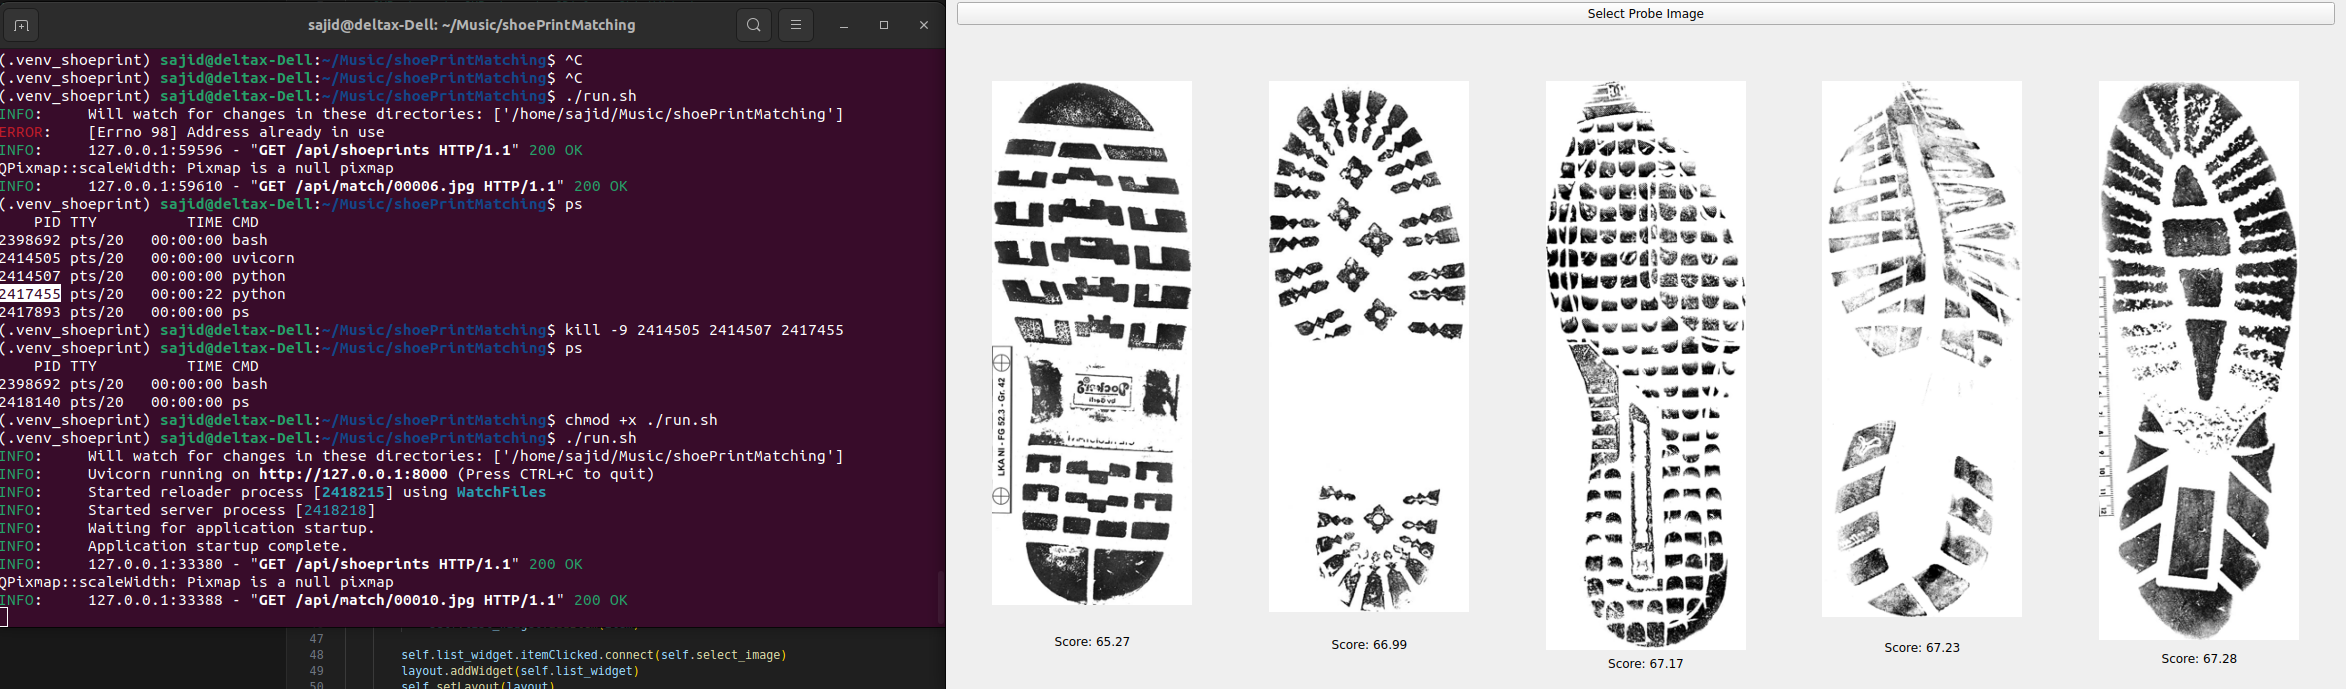 sajid@deltax-Dell: ~/Music/shoePrintMatching
(.venv_shoeprint) sajid@deltax-Dell:~/Music/shoePrintMatching$ ^C
(.venv_shoeprint) sajid@deltax-Dell:~/Music/shoePrintMatching$ ^C
(.venv_shoeprint) sajid@deltax-Dell:~/Music/shoePrintMatching$ ./run.sh
INFO:     Will watch for changes in these directories: ['/home/sajid/Music/shoePrintMatching']
ERROR:    [Errno 98] Address already in use
INFO:     127.0.0.1:59596 - "GET /api/shoeprints HTTP/1.1" 200 OK
QPixmap::scaleWidth: Pixmap is a null pixmap
INFO:     127.0.0.1:59610 - "GET /api/match/00006.jpg HTTP/1.1" 200 OK
(.venv_shoeprint) sajid@deltax-Dell:~/Music/shoePrintMatching$ ps
PID TTY          TIME CMD
2398692 pts/20   00:00:00 bash
2414505 pts/20   00:00:00 uvicorn
2414507 pts/20   00:00:00 python
2417455 pts/20   00:00:22 python
2417893 pts/20   00:00:00 ps
(.venv_shoeprint) sajid@deltax-Dell:~/Music/shoePrintMatching$ kill -9 2414505 2414507 2417455
(.venv_shoeprint) sajid@deltax-Dell:~/Music/shoePrintMatching$ ps
PID TTY          TIME CMD
2398692 pts/20   00:00:00 bash
2418140 pts/20   00:00:00 ps
(.venv_shoeprint) sajid@deltax-Dell:~/Music/shoePrintMatching$ chmod +x ./run.sh
(.venv_shoeprint) sajid@deltax-Dell:~/Music/shoePrintMatching$ ./run.sh
INFO:     Will watch for changes in these directories: ['/home/sajid/Music/shoePrintMatching']
INFO:     Uvicorn running on http://127.0.0.1:8000 (Press CTRL+C to quit)
INFO:     Started reloader process [2418215] using WatchFiles
INFO:     Started server process [2418218]
INFO:     Waiting for application startup.
INFO:     Application startup complete.
INFO:     127.0.0.1:33380 - "GET /api/shoeprints HTTP/1.1" 200 OK
QPixmap::scaleWidth: Pixmap is a null pixmap
INFO:     127.0.0.1:33388 - "GET /api/match/00010.jpg HTTP/1.1" 200 OK
47
48 self.list_widget.itemClicked.connect(self.select_image)
49 layout.addWidget(self.list_widget)
50 self.setLayout(layout)
Select Probe Image
LKA NI - FG 52.3 - Gr. 42
Score: 65.27
Score: 66.99
Score: 67.17
Score: 67.23
Score: 67.28